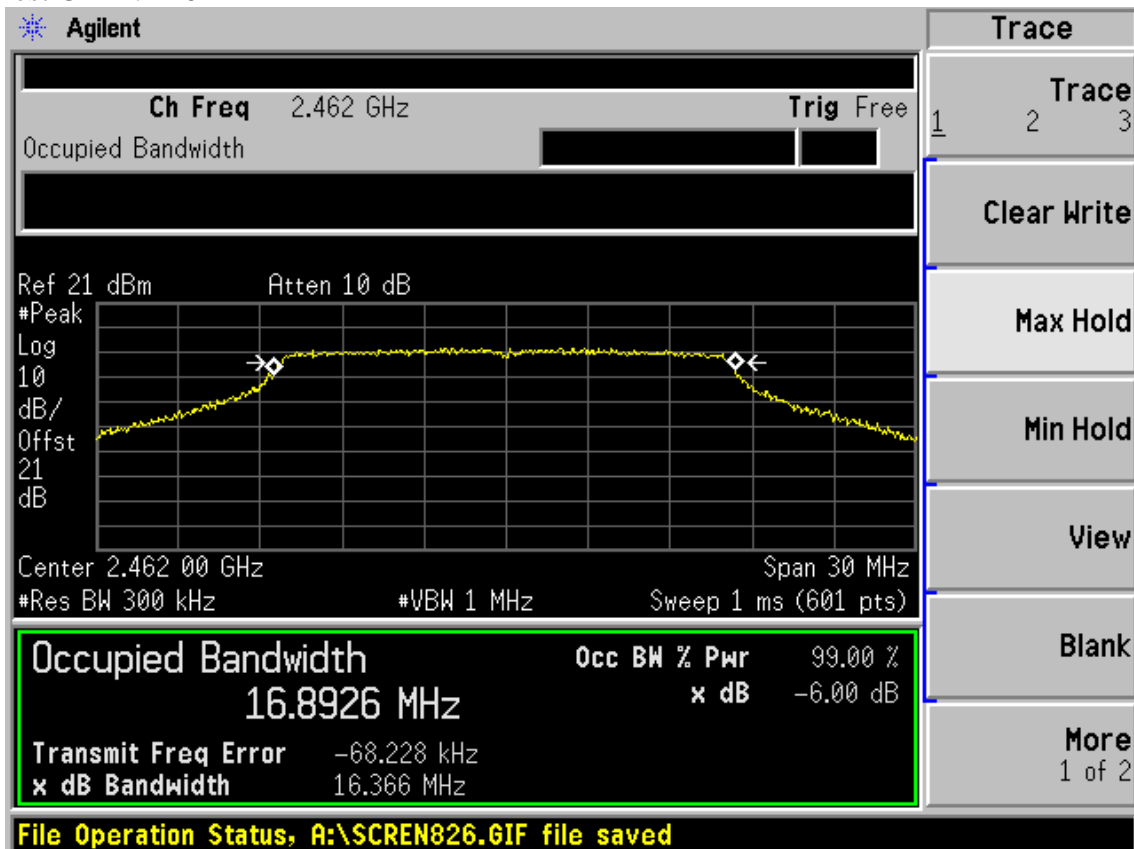 Agilent
Trace
Ch Freq 2.462 GHz Trig Free
Occupied Bandwidth
Trace
1 2 3
Clear Write
Max Hold
Min Hold
View
Blank
More
1 of 2
Ref 21 dBm Atten 10 dB
#Peak
Log
10
dB/
Offst
21
dB
Center 2.462 00 GHz Span 30 MHz
#Res BW 300 kHz #VBW 1 MHz Sweep 1 ms (601 pts)
Occupied Bandwidth Occ BW % Pwr 99.00 %
16.8926 MHz x dB -6.00 dB
Transmit Freq Error -68.228 kHz
x dB Bandwidth 16.366 MHz
File Operation Status, A:\SCREN826.GIF file saved